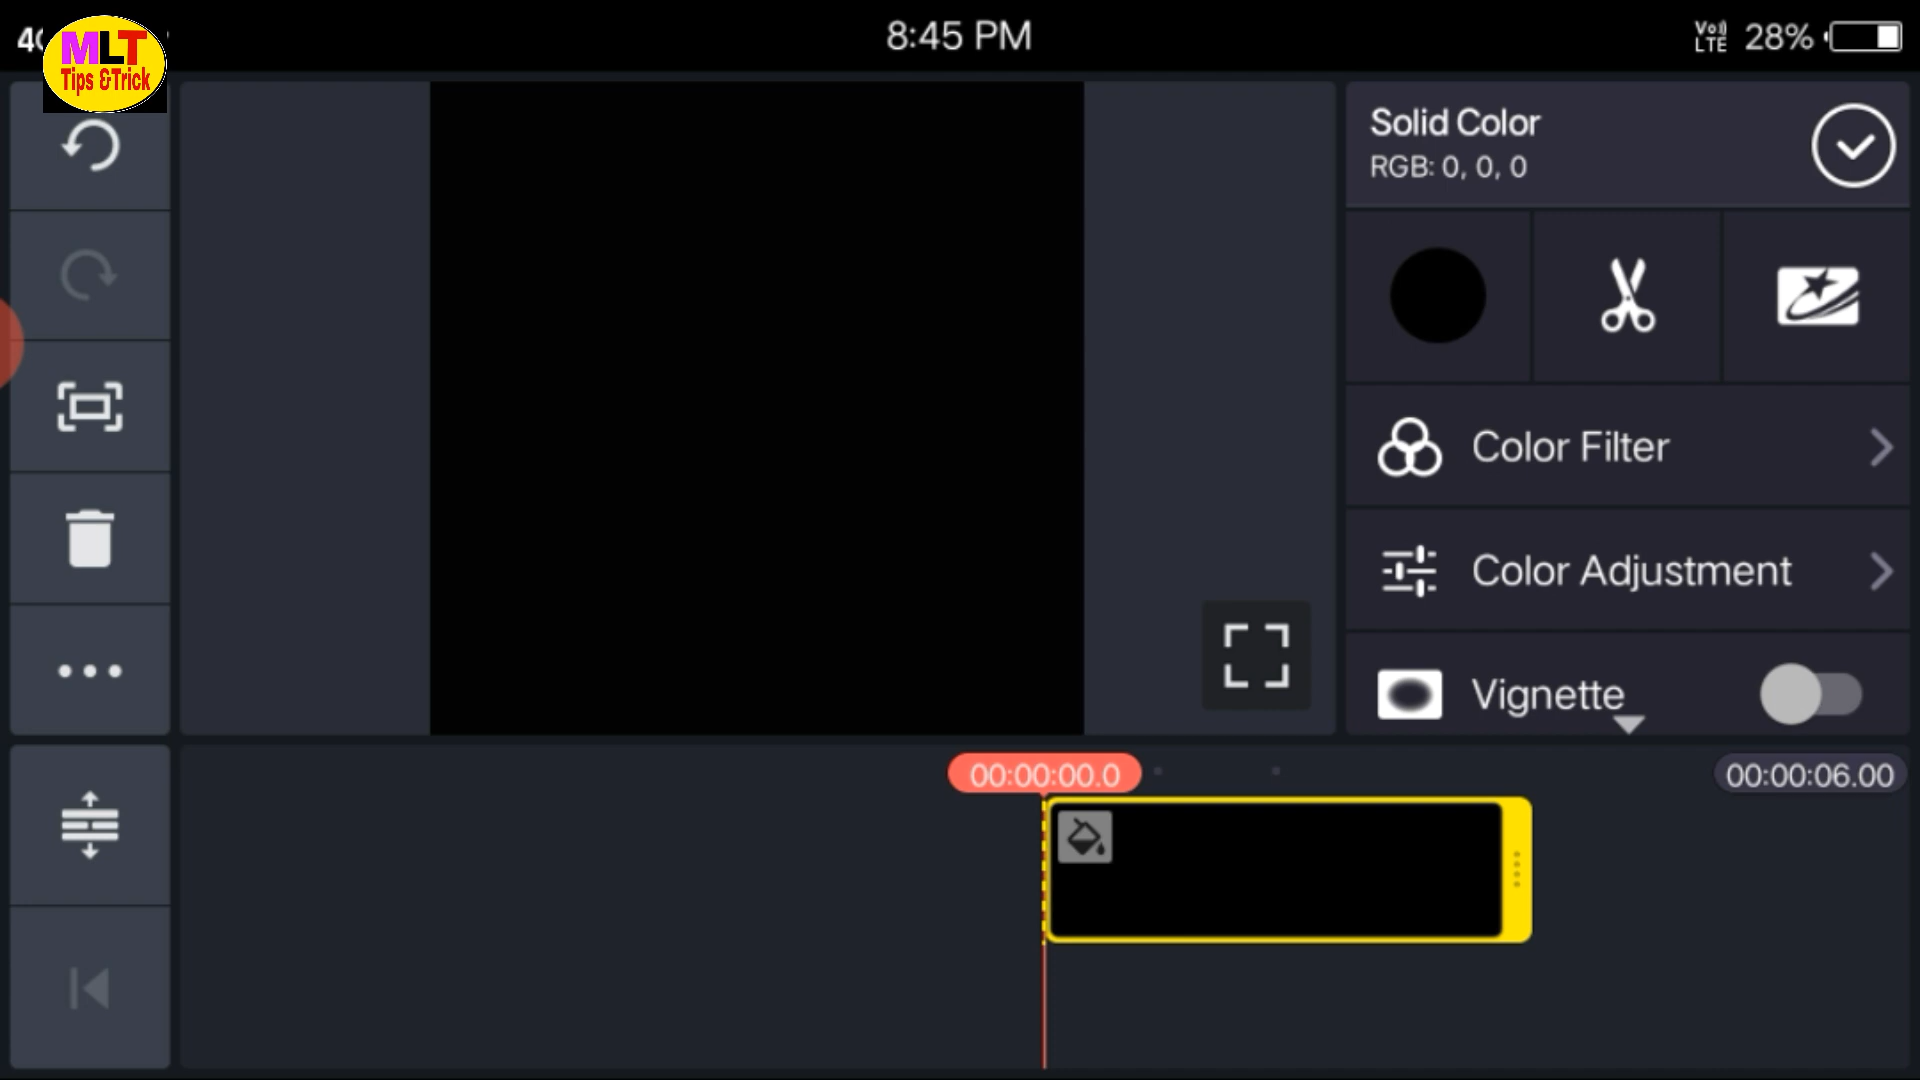 8:45 PM
VoLTE 28%
MLT
Tips &Trick
Solid Color
RGB: 0, 0, 0
Color Filter
Color Adjustment
Vignette
00:00:00.0
00:00:06.00